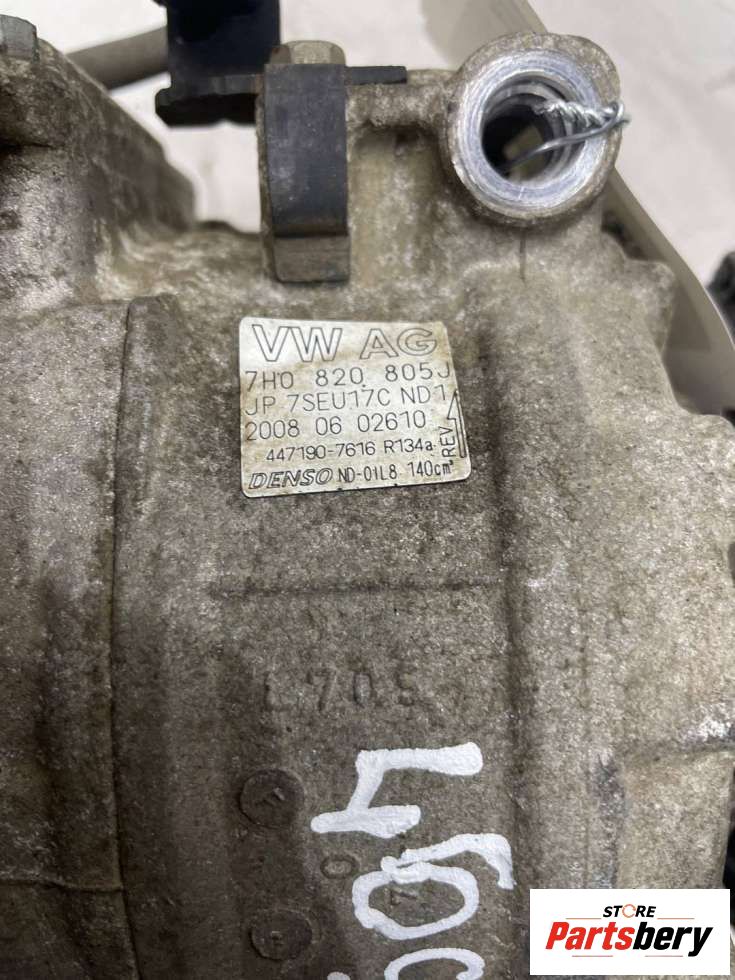 VW AG
7H0 820 805J
JP 7SEU17C ND1
2008 06 02610
447190-7616 R134a
REV
DENSO ND-OIL8 140cm³
STORE
Partsbery